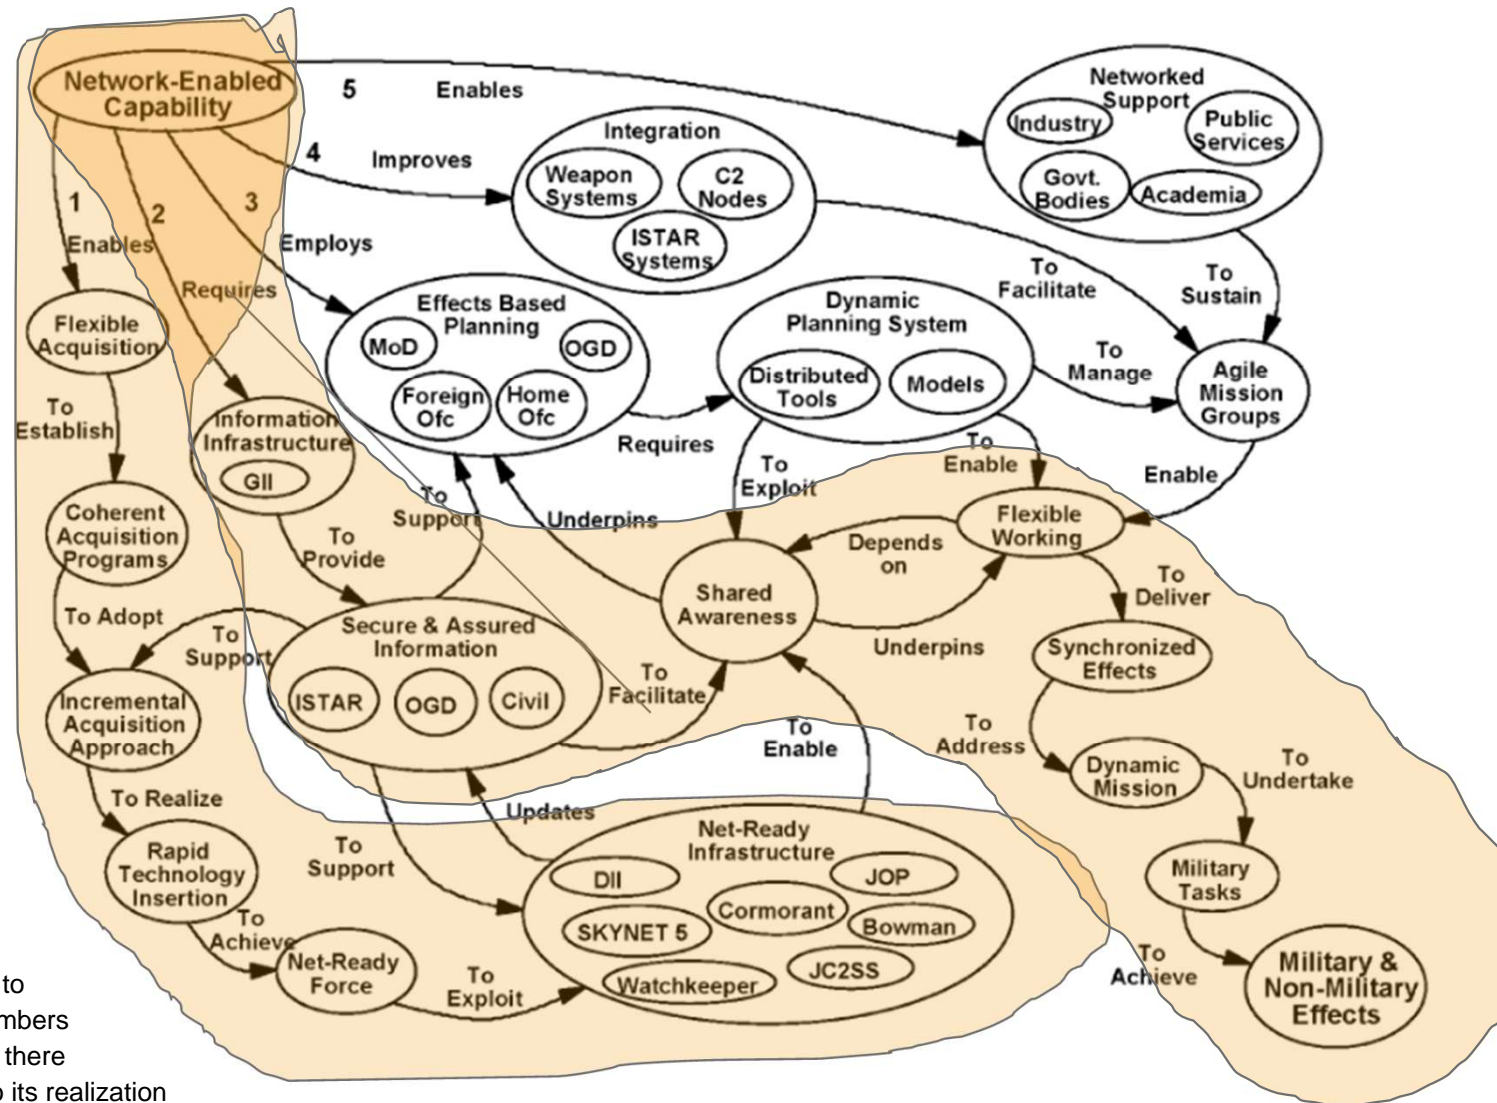 Network-Enabled
Capability
5
Enables
Networked
Support
Industry
Public
Services
Govt.
Bodies
Academia
4
Improves
Integration
Weapon
Systems
C2
Nodes
ISTAR
Systems
1
Enables
2
Requires
3
Employs
To
Facilitate
To
Sustain
Flexible
Acquisition
Effects Based
Planning
MoD
OGD
Foreign
Ofc
Home
Ofc
Dynamic
Planning System
Distributed
Tools
Models
To
Manage
Agile
Mission
Groups
To
Establish
Information
Infrastructure
GII
Requires
To
Exploit
To
Enable
Enable
Coherent
Acquisition
Programs
To
Provide
To
Support
Underpins
Depends
on
Flexible
Working
To
Deliver
To Adopt
To
Support
Secure & Assured
Information
ISTAR
OGD
Civil
Shared
Awareness
Underpins
Synchronized
Effects
To
Facilitate
Incremental
Acquisition
Approach
To
Enable
To
Address
Dynamic
Mission
To
Undertake
To Realize
Updates
Rapid
Technology
Insertion
To
Support
Net-Ready
Infrastructure
DII
JOP
Cormorant
SKYNET 5
Bowman
Watchkeeper
JC2SS
Military
Tasks
To
Achieve
Net-Ready
Force
To
Exploit
To
Achieve
Military &
Non-Military
Effects
to
mbers
there
o its realization